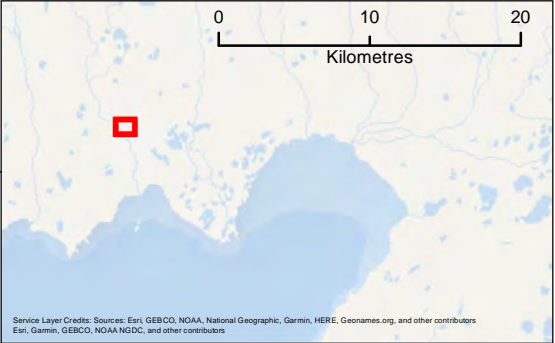 0 10 20
Kilometres
Service Layer Credits: Sources: Esri, GEBCO, NOAA, National Geographic, Garmin, HERE, Geonames.org, and other contributors
Esri, Garmin, GEBCO, NOAA NGDC, and other contributors